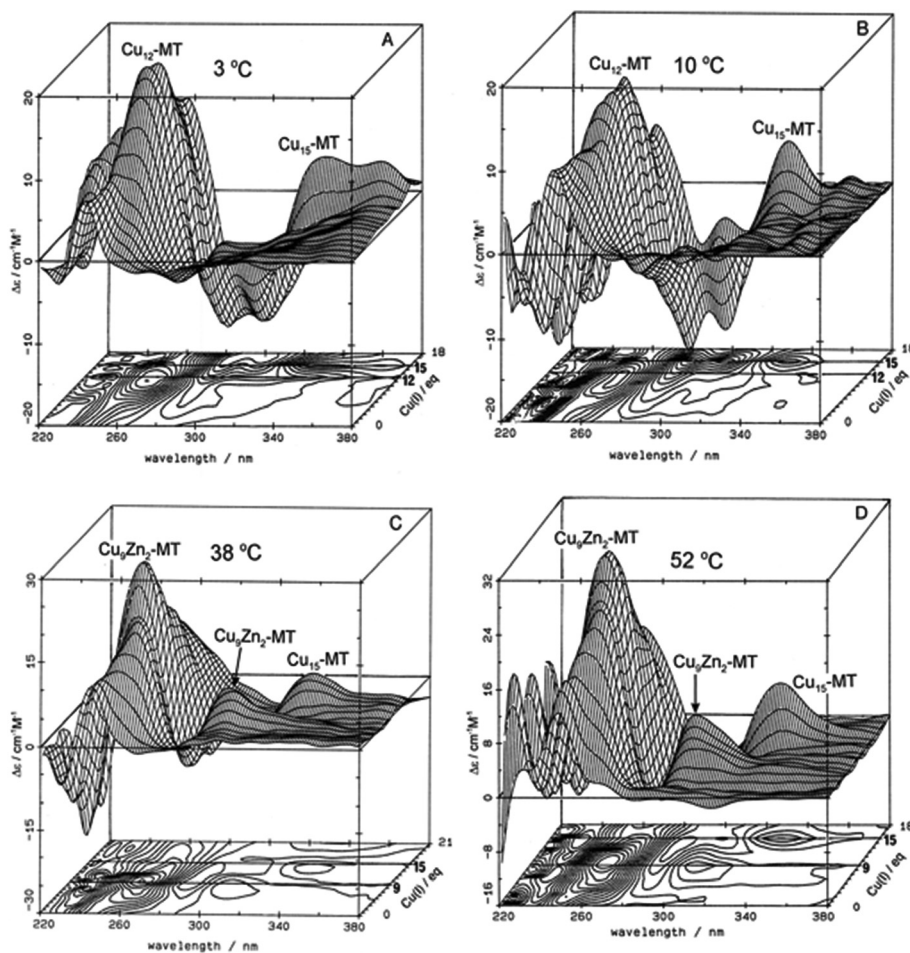 A
3 ºC
Cu12-MT
Cu15-MT
20
10
0
-10
-20
Δε / cm⁻¹M⁻¹
220
260
300
340
380
wavelength / nm
0
12
15
18
Cu(I) / eq
B
10 ºC
Cu12-MT
Cu15-MT
20
10
0
-10
-20
Δε / cm⁻¹M⁻¹
220
260
300
340
380
wavelength / nm
0
12
15
Cu(I) / eq
C
38 ºC
Cu9Zn2-MT
Cu9Zn2-MT
Cu15-MT
30
15
0
-15
-30
Δε / cm⁻¹M⁻¹
220
260
300
340
380
wavelength / nm
0
9
15
21
Cu(I) / eq
D
52 ºC
Cu9Zn2-MT
Cu9Zn2-MT
Cu15-MT
32
24
16
8
0
-8
-16
Δε / cm⁻¹M⁻¹
220
260
300
340
380
wavelength / nm
0
9
15
18
Cu(I) / eq